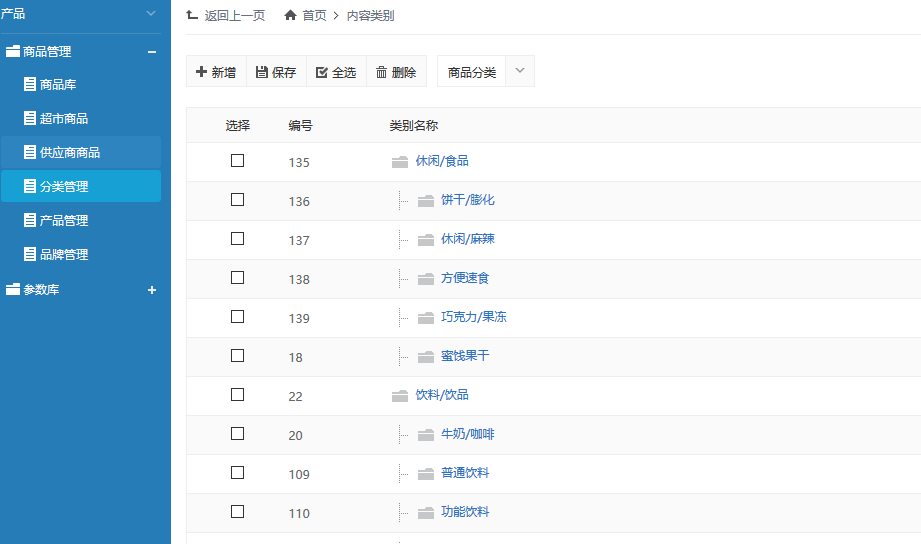 产品
商品管理
商品库
超市商品
供应商商品
分类管理
产品管理
品牌管理
参数库
返回上一页 首页 内容类别
新增 保存 全选 删除 商品分类
选择 编号 类别名称
135 休闲/食品
136 饼干/膨化
137 休闲/麻辣
138 方便速食
139 巧克力/果冻
18 蜜饯果干
22 饮料/饮品
20 牛奶/咖啡
109 普通饮料
110 功能饮料